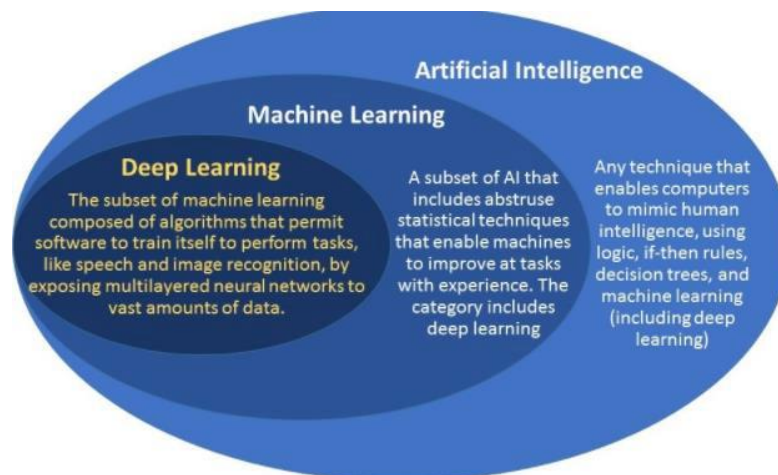 Artificial Intelligence
Machine Learning
Deep Learning
The subset of machine learning
composed of algorithms that permit
software to train itself to perform tasks,
like speech and image recognition, by
exposing multilayered neural networks to
vast amounts of data.
A subset of AI that
includes abstruse
statistical techniques
that enable machines
to improve at tasks
with experience. The
category includes
deep learning
Any technique that
enables computers
to mimic human
intelligence, using
logic, if-then rules,
decision trees, and
machine learning
(including deep
learning)